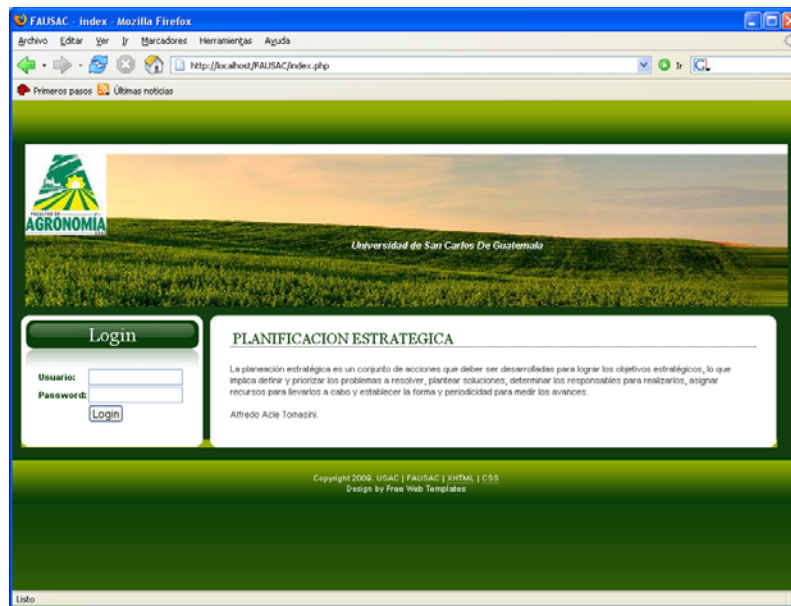 FAUSAC - index - Mozilla Firefox
Archivo Editar Ver Ir Marcadores Herramientas Ayuda
http://localhost/FAUSAC/index.php
Ir
Primeros pasos Últimas noticias
FACULTAD DE
AGRONOMIA
Universidad de San Carlos De Guatemala
Login
Usuario:
Password:
Login
PLANIFICACION ESTRATEGICA
La planeación estratégica es un conjunto de acciones que deber ser desarrolladas para lograr los objetivos estratégicos, lo que
implica definir y priorizar los problemas a resolver, plantear soluciones, determinar los responsables para realizarlos, asignar
recursos para llevarlos a cabo y establecer la forma y periodicidad para medir los avances.
Alfredo Acle Tomasini.
Copyright 2009. USAC | FAUSAC | XHTML | CSS
Design by Free Web Templates
Listo